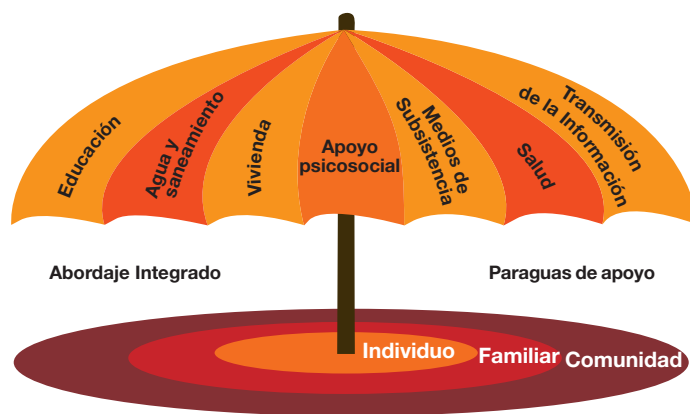 Educación
Agua y
saneamiento
Vivienda
Apoyo
psicosocial
Medios de
Subsistencia
Salud
Transmisión
de la Información
Abordaje Integrado
Paraguas de apoyo
Individuo
Familiar
Comunidad